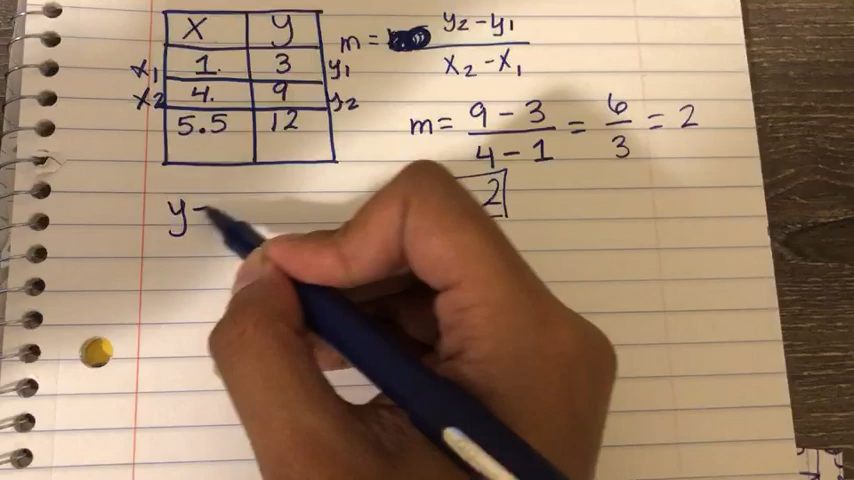 x y
m = y2-y1 / x2-x1
x1 1. 3 y1
x2 4. 9 y2
5.5 12
m = 9-3 / 4-1 = 6/3 = 2
2
y -